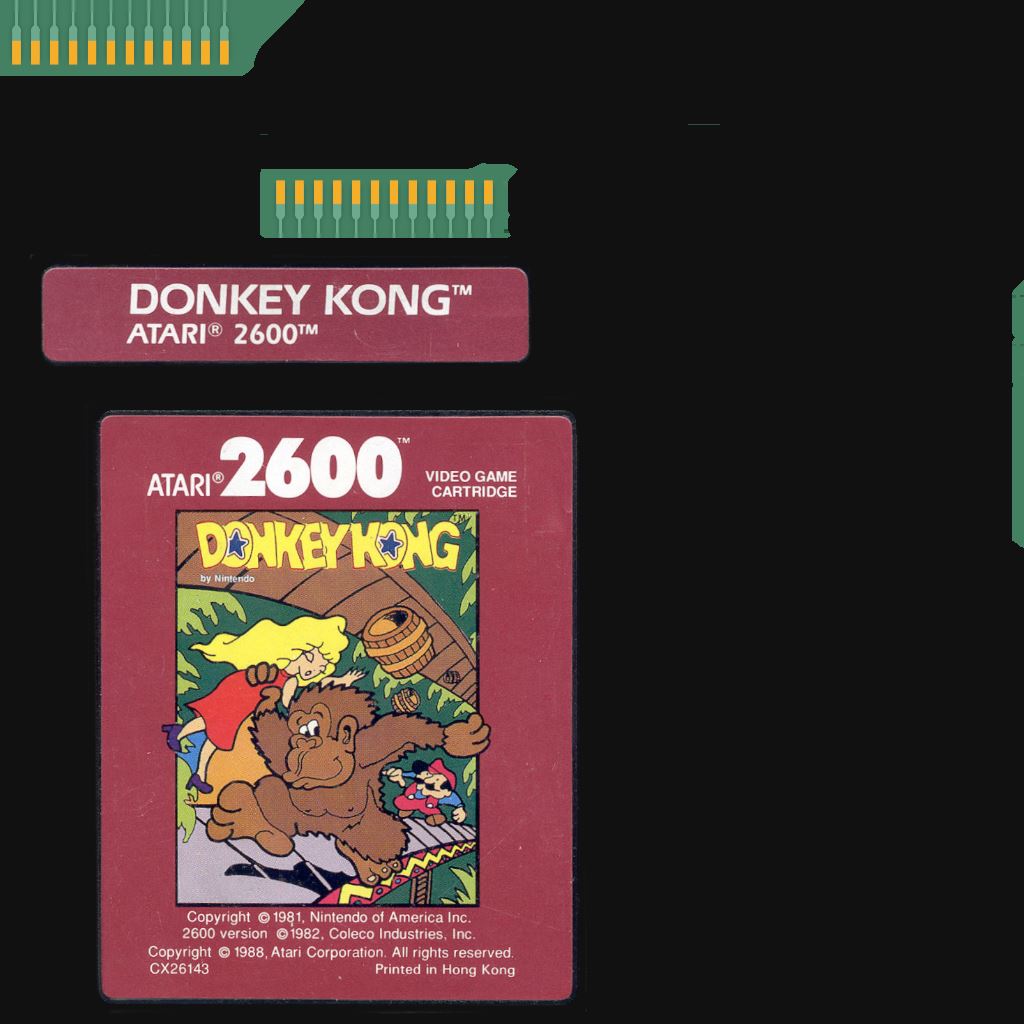 DONKEY KONG™
ATARI® 2600™
ATARI® 2600™
VIDEO GAME
CARTRIDGE
DONKEY KONG™
by Nintendo
Copyright © 1981, Nintendo of America Inc.
2600 version © 1982, Coleco Industries, Inc.
Copyright © 1988, Atari Corporation. All rights reserved.
CX26143 Printed in Hong Kong